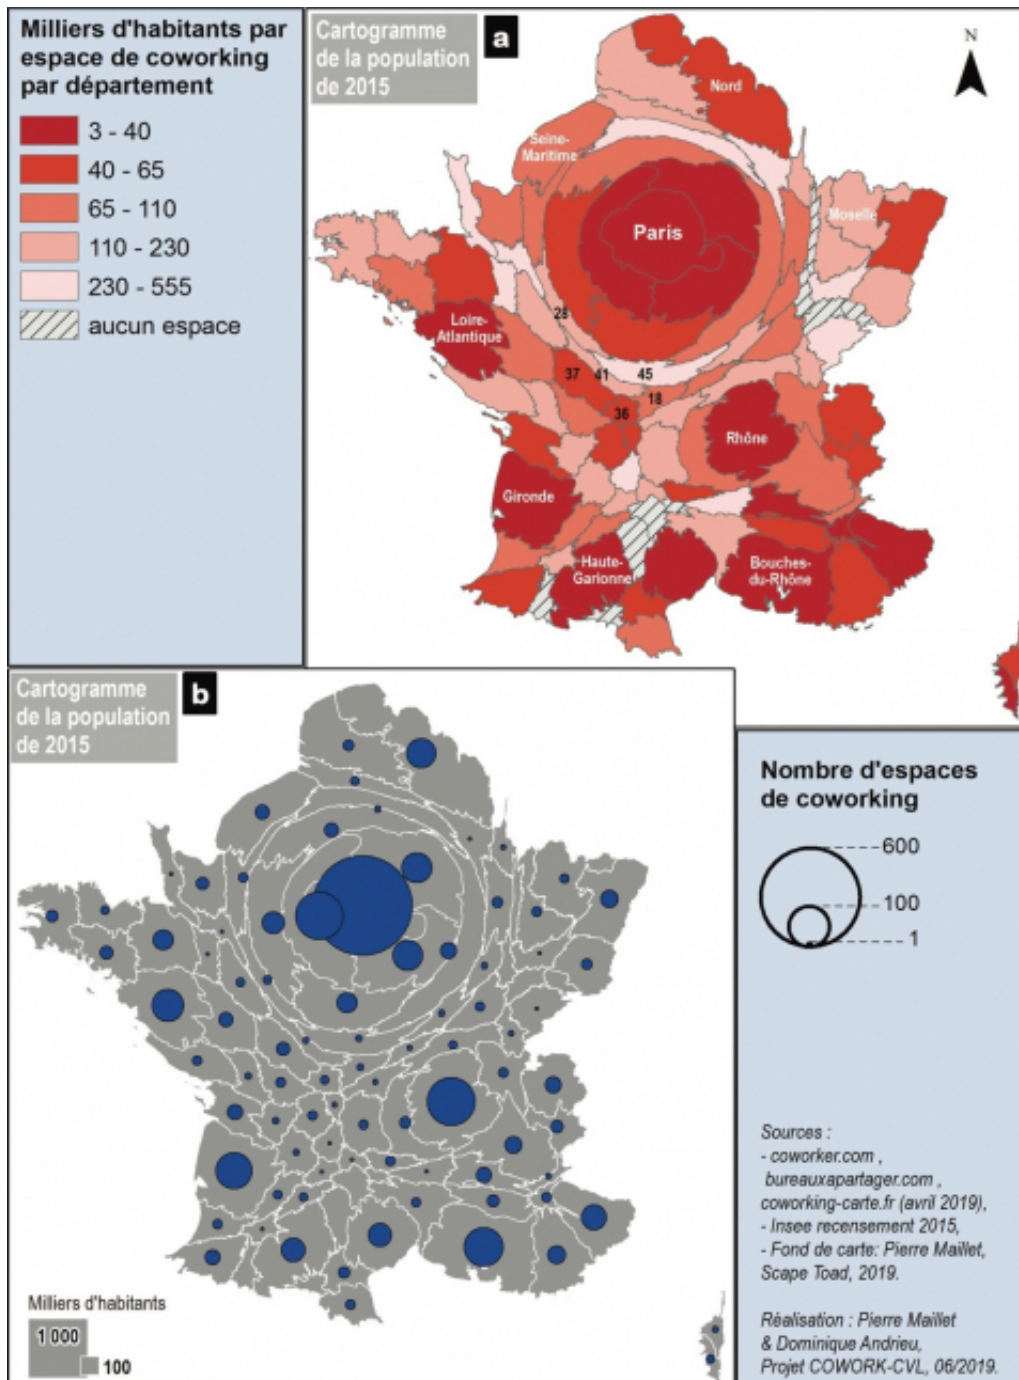 Milliers d'habitants par
espace de coworking
par département
3 - 40
40 - 65
65 - 110
110 - 230
230 - 555
aucun espace
Cartogramme
de la population
de 2015
a
N
Nord
Seine-
Maritime
Paris
Moselle
Loire-
Atlantique
28
37
41
45
18
36
Rhône
Gironde
Haute-
Garionne
Bouches-
du-Rhône
Cartogramme
de la population
de 2015
b
Milliers d'habitants
1 000
100
Nombre d'espaces
de coworking
600
100
1
Sources :
- coworker.com ,
bureauxapartager.com ,
coworking-carte.fr (avril 2019),
- Insee recensement 2015,
- Fond de carte: Pierre Maillet,
Scape Toad, 2019.
Réalisation : Pierre Maillet
& Dominique Andrieu,
Projet COWORK-CVL, 06/2019.